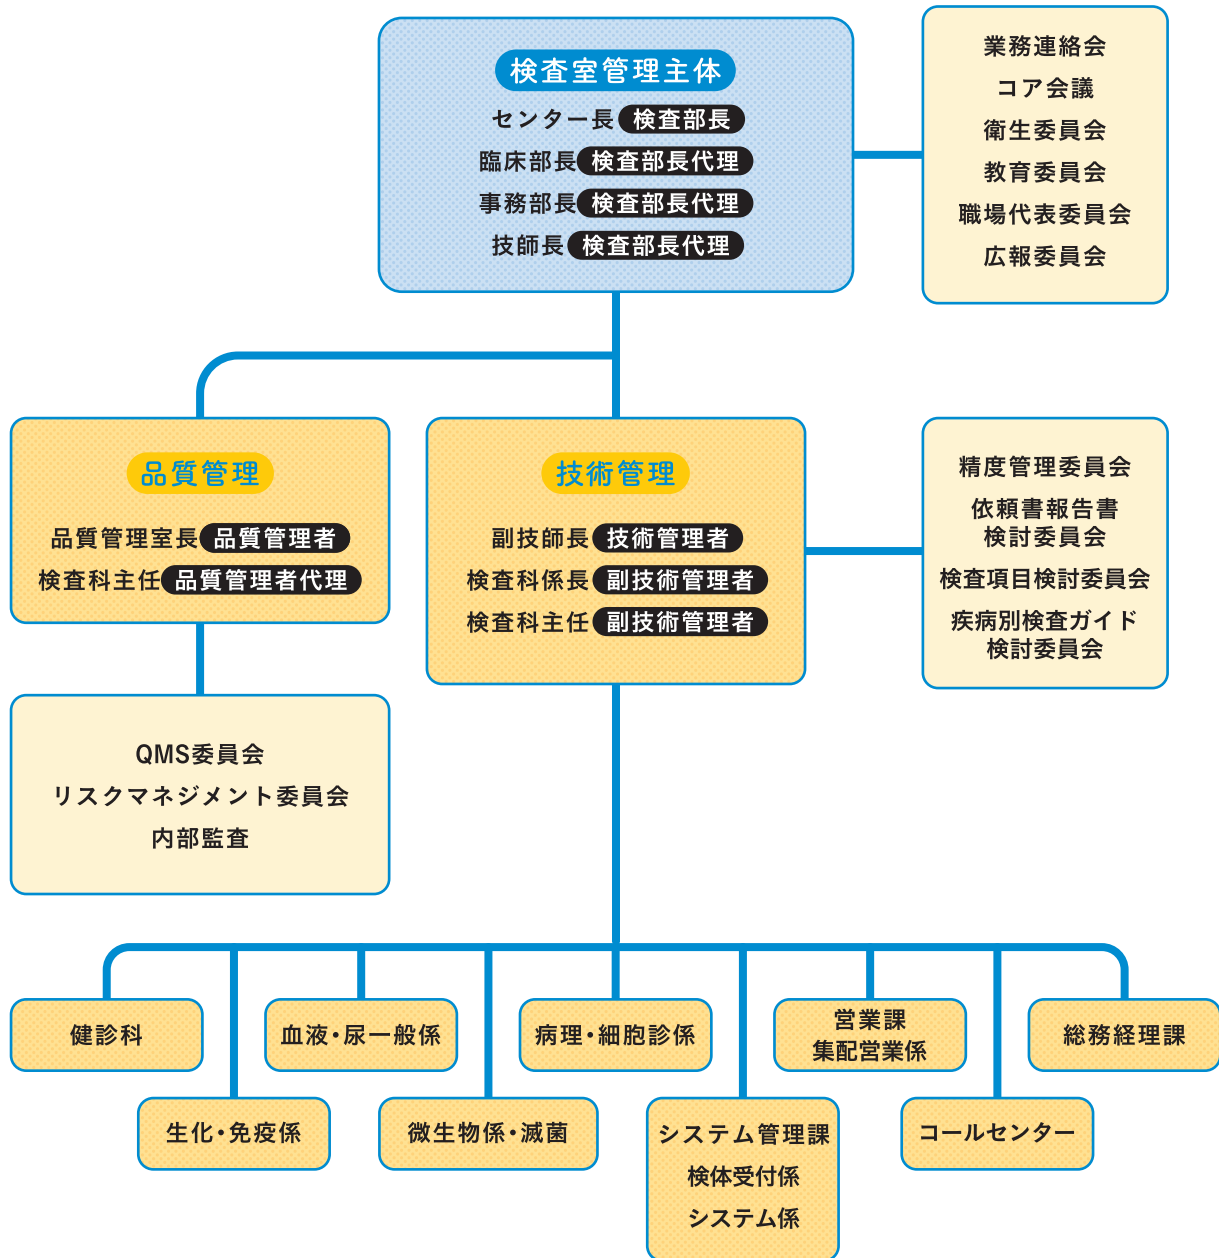 検査室管理主体
センター長 検査部長
臨床部長 検査部長代理
事務部長 検査部長代理
技師長 検査部長代理
業務連絡会
コア会議
衛生委員会
教育委員会
職場代表委員会
広報委員会
品質管理
品質管理室長 品質管理者
検査科主任 品質管理者代理
技術管理
副技師長 技術管理者
検査科係長 副技術管理者
検査科主任 副技術管理者
精度管理委員会
依頼書報告書
検討委員会
検査項目検討委員会
疾病別検査ガイド
検討委員会
QMS委員会
リスクマネジメント委員会
内部監査
健診科
血液・尿一般係
病理・細胞診係
営業課
集配営業係
総務経理課
生化・免疫係
微生物係・滅菌
システム管理課
検体受付係
システム係
コールセンター